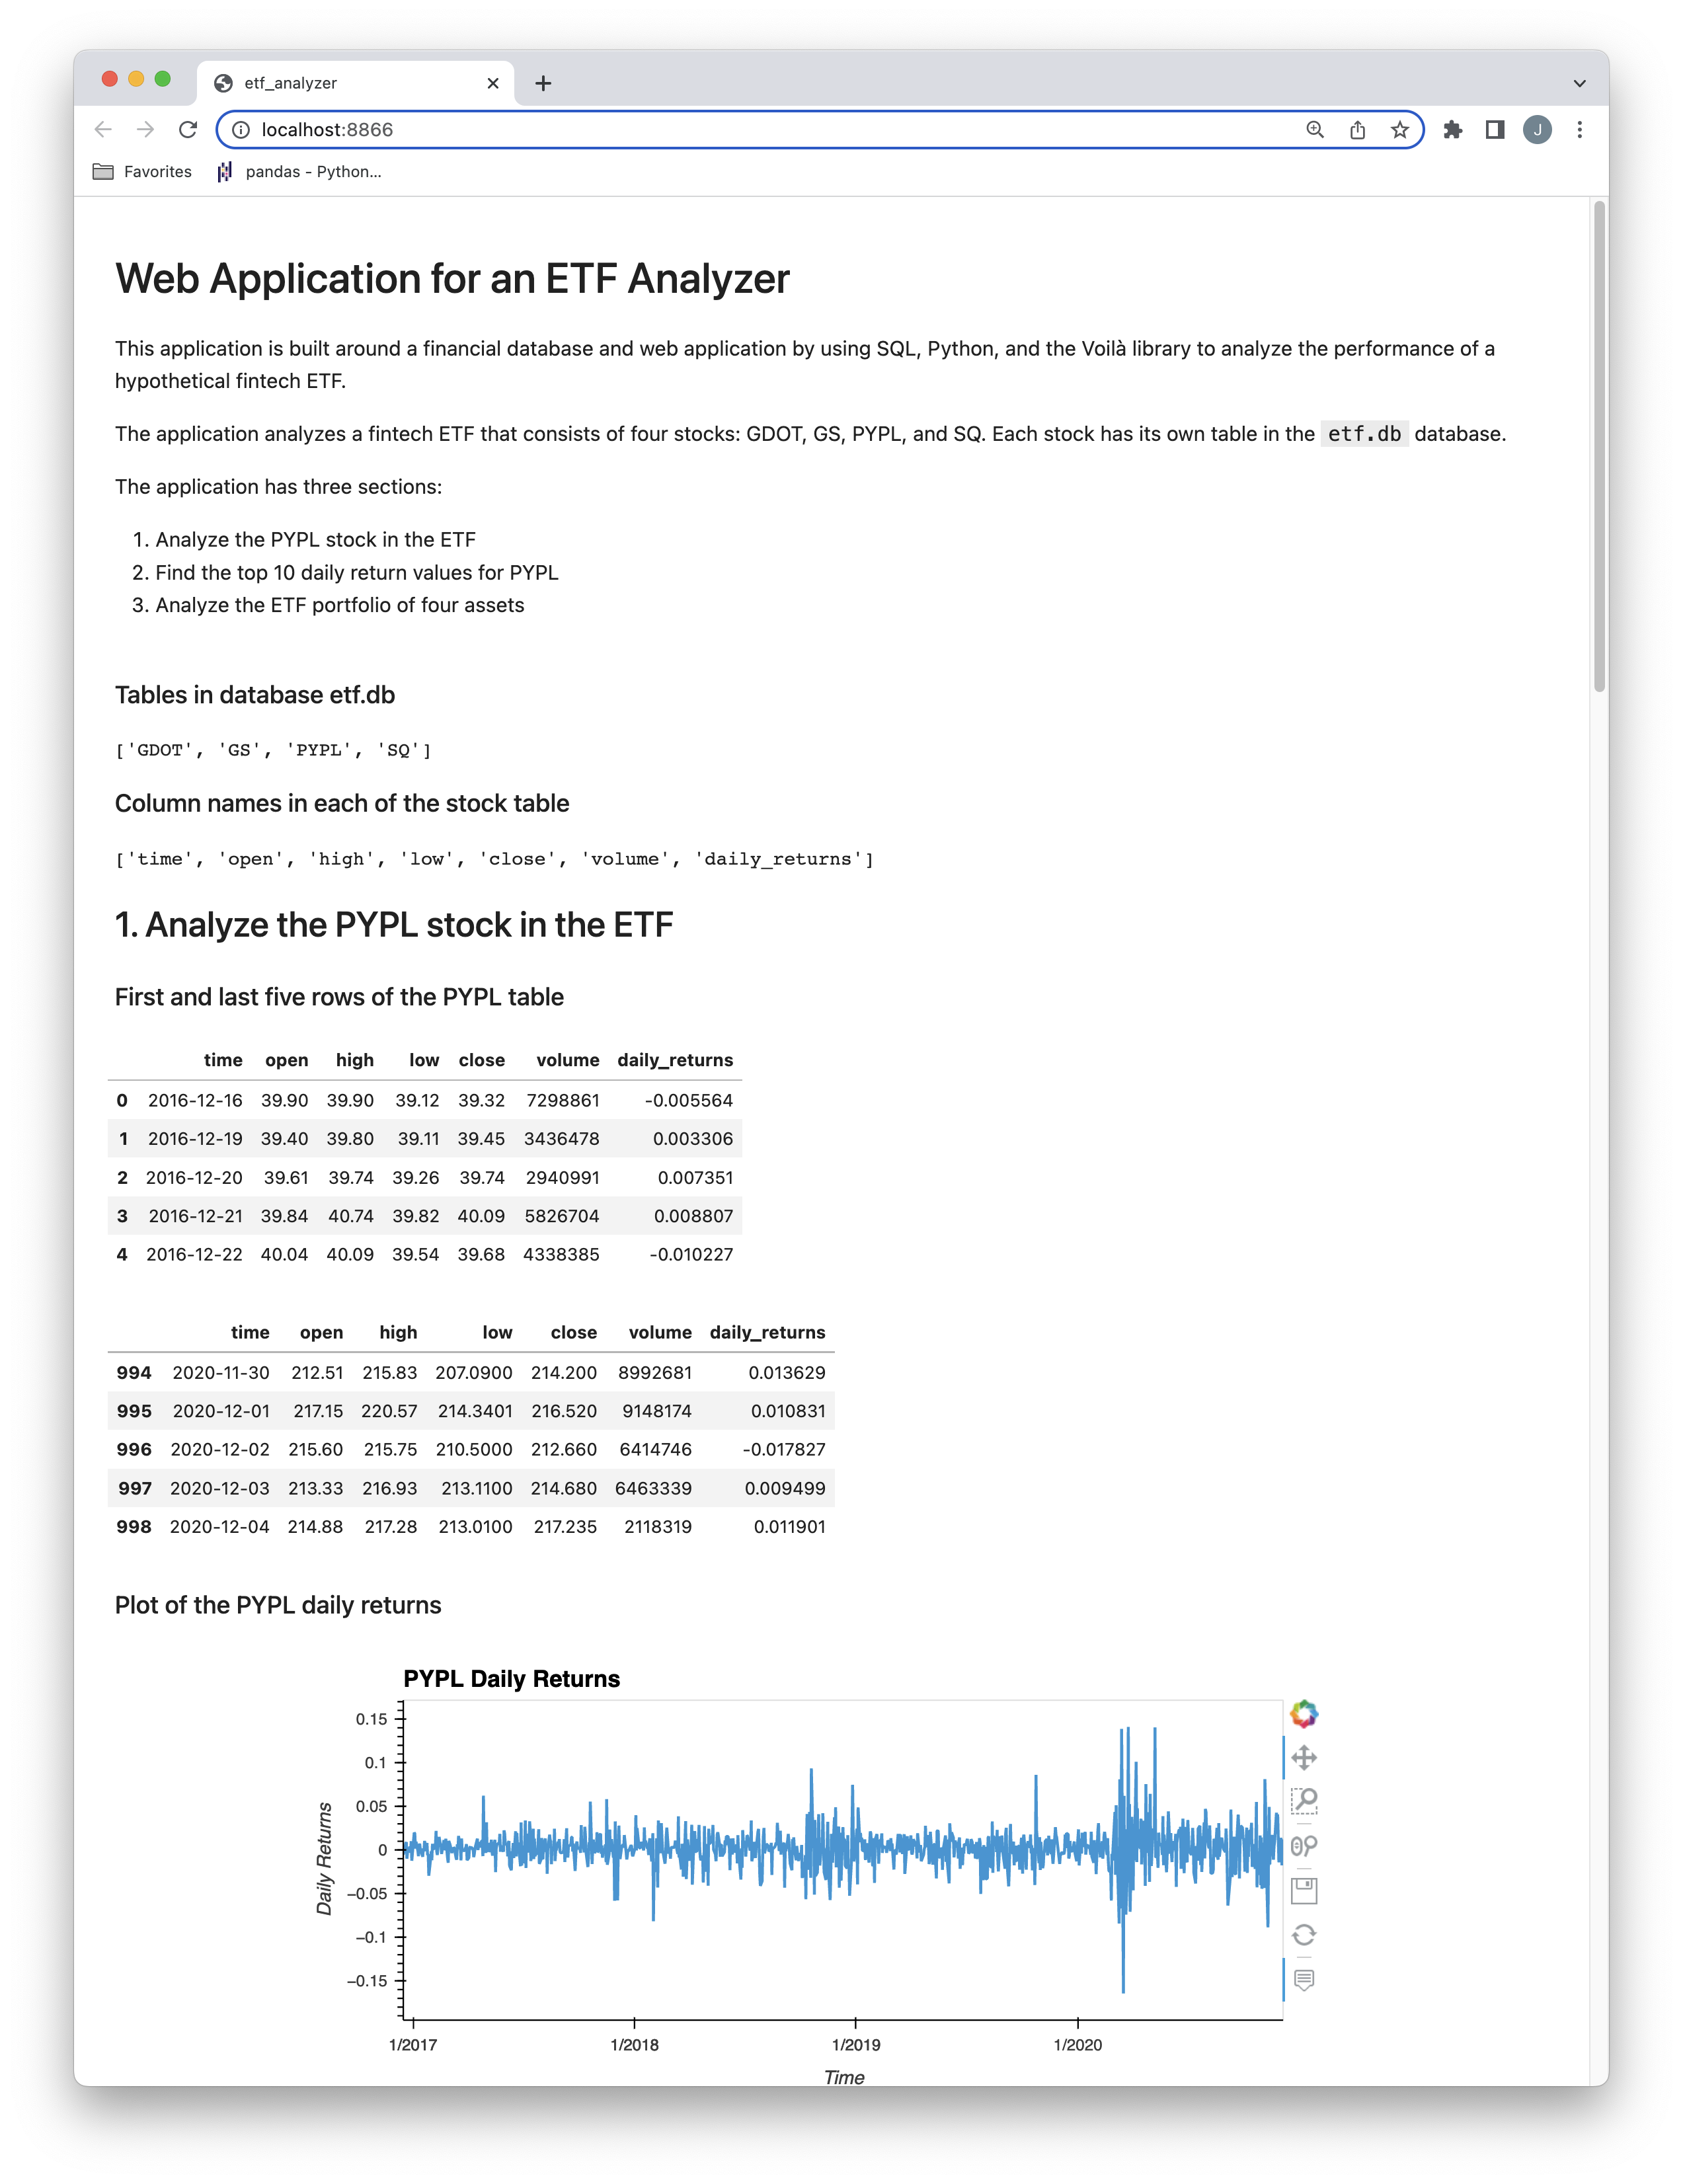 etf_analyzer
localhost:8866
J
Favorites
pandas - Python...
Web Application for an ETF Analyzer
This application is built around a financial database and web application by using SQL, Python, and the Voilà library to analyze the performance of a
hypothetical fintech ETF.
The application analyzes a fintech ETF that consists of four stocks: GDOT, GS, PYPL, and SQ. Each stock has its own table in the etf.db database.
The application has three sections:
1. Analyze the PYPL stock in the ETF
2. Find the top 10 daily return values for PYPL
3. Analyze the ETF portfolio of four assets
Tables in database etf.db
['GDOT', 'GS', 'PYPL', 'SQ']
Column names in each of the stock table
['time', 'open', 'high', 'low', 'close', 'volume', 'daily_returns']
1. Analyze the PYPL stock in the ETF
First and last five rows of the PYPL table
time open high low close volume daily_returns
0 2016-12-16 39.90 39.90 39.12 39.32 7298861 -0.005564
1 2016-12-19 39.40 39.80 39.11 39.45 3436478 0.003306
2 2016-12-20 39.61 39.74 39.26 39.74 2940991 0.007351
3 2016-12-21 39.84 40.74 39.82 40.09 5826704 0.008807
4 2016-12-22 40.04 40.09 39.54 39.68 4338385 -0.010227
time open high low close volume daily_returns
994 2020-11-30 212.51 215.83 207.0900 214.200 8992681 0.013629
995 2020-12-01 217.15 220.57 214.3401 216.520 9148174 0.010831
996 2020-12-02 215.60 215.75 210.5000 212.660 6414746 -0.017827
997 2020-12-03 213.33 216.93 213.1100 214.680 6463339 0.009499
998 2020-12-04 214.88 217.28 213.0100 217.235 2118319 0.011901
Plot of the PYPL daily returns
PYPL Daily Returns
0.15
0.1
0.05
0
−0.05
−0.1
−0.15
Daily Returns
1/2017 1/2018 1/2019 1/2020
Time